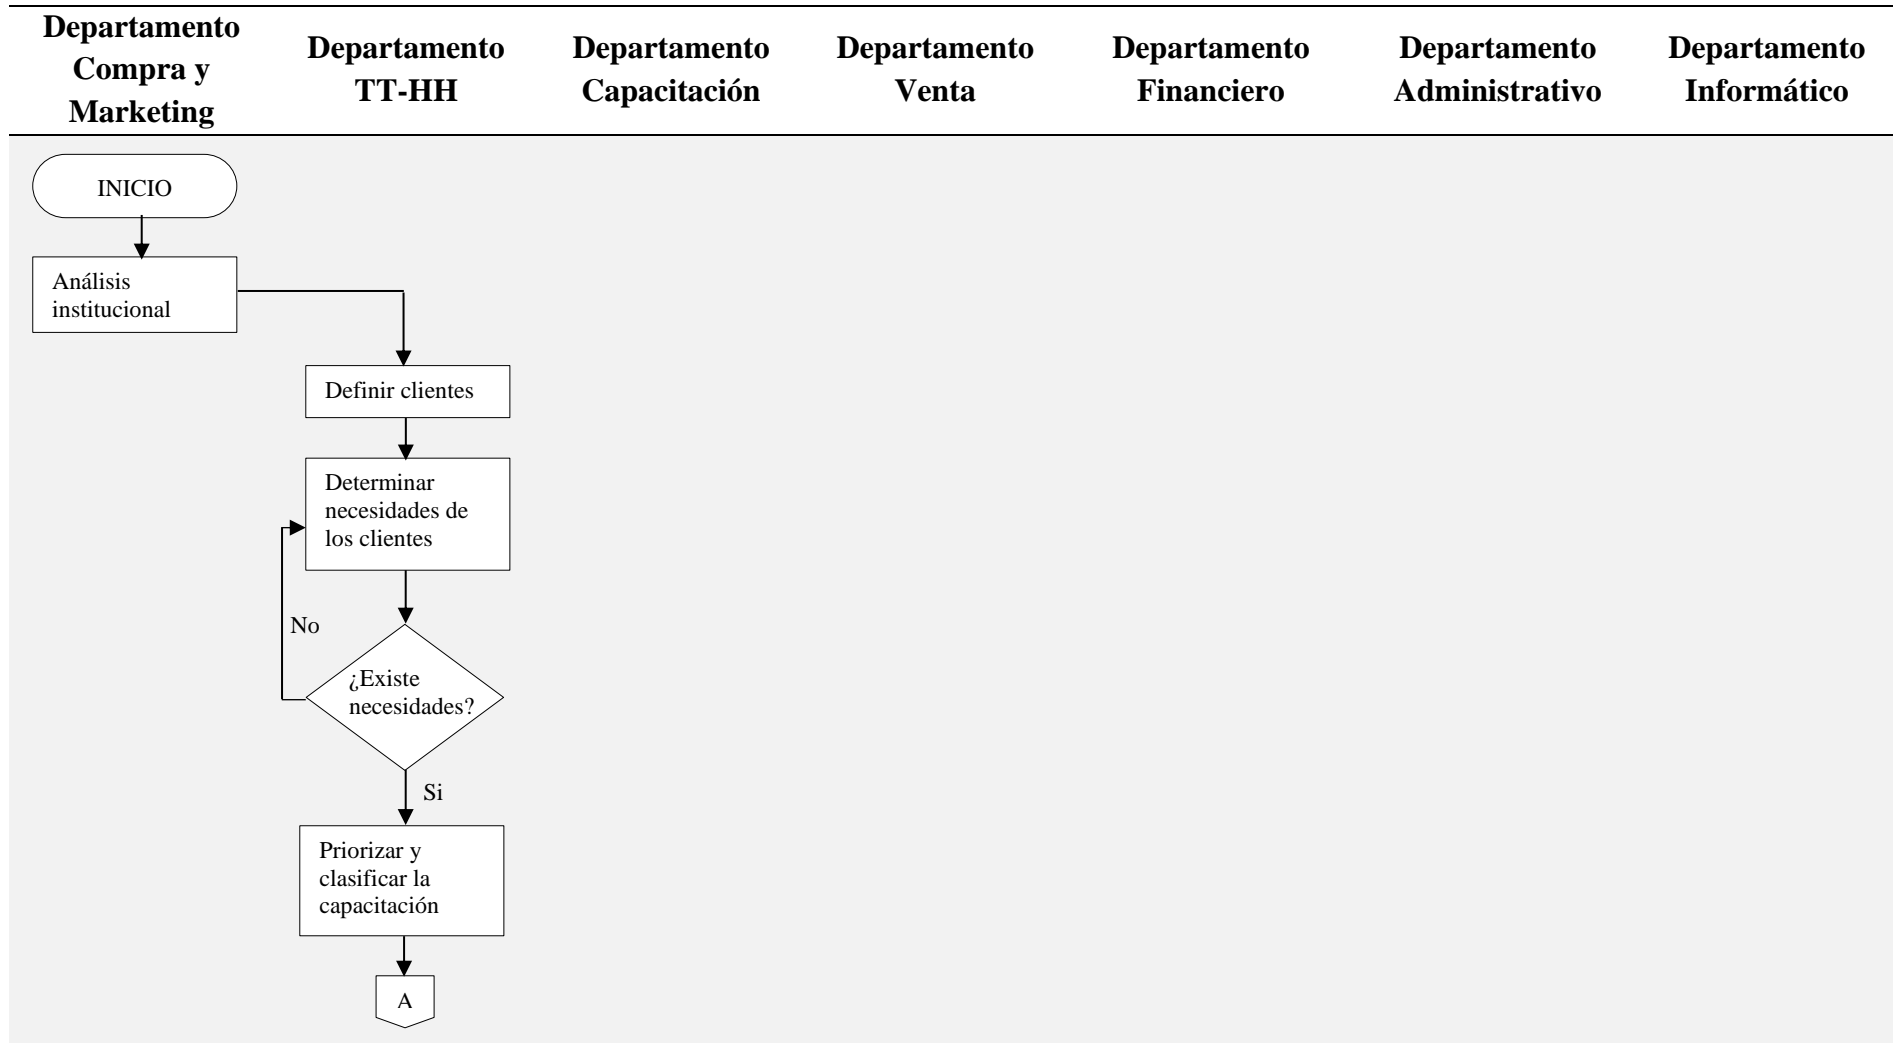 Departamento
Compra y
Marketing
Departamento
TT-HH
Departamento
Capacitación
Departamento
Venta
Departamento
Financiero
Departamento
Administrativo
Departamento
Informático
INICIO
Análisis
institucional
Definir clientes
Determinar
necesidades de
los clientes
No
¿Existe
necesidades?
Si
Priorizar y
clasificar la
capacitación
A